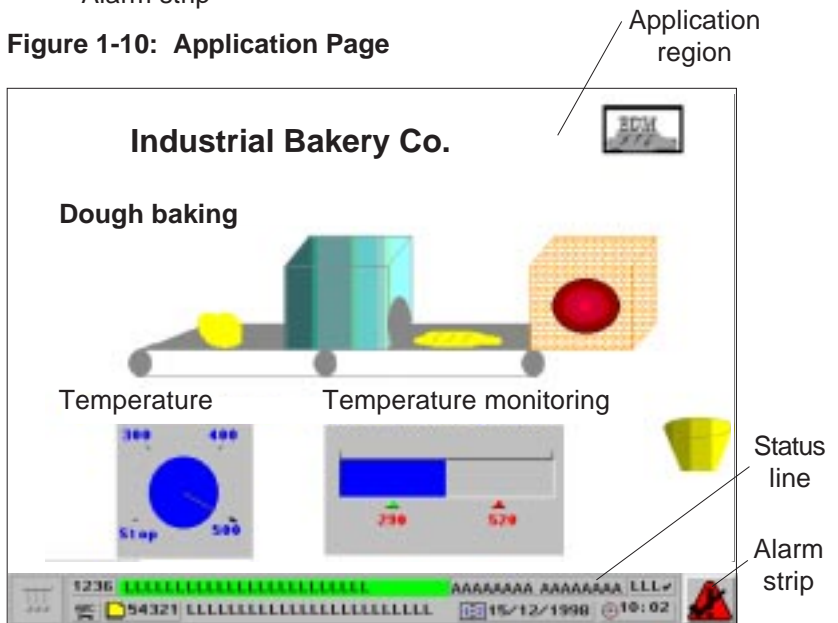 Alarm strip
Figure 1-10: Application Page
Application
region
Industrial Bakery Co.
Dough baking
Temperature
Temperature monitoring
300 400
Stop 500
290 520
Status
line
Alarm
strip
1236 LLLLLLLLLLLLLLLLLLLLLLLL AAAAAAAA AAAAAAAA LLL
54321 LLLLLLLLLLLLLLLLLLLLLLLL 15/12/1998 10:02